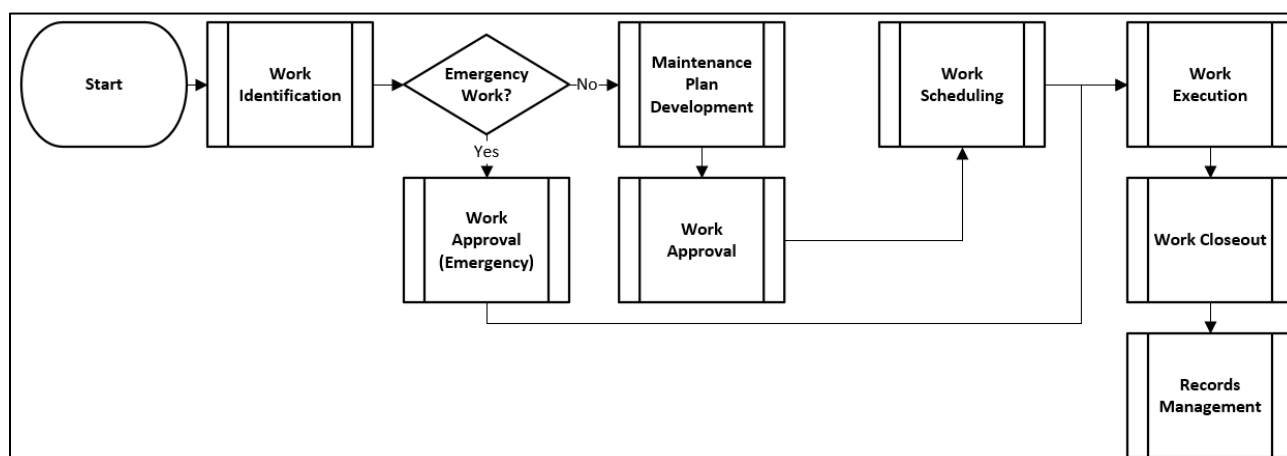 Start
Work
Identification
Emergency
Work?
No
Yes
Maintenance
Plan
Development
Work
Scheduling
Work
Execution
Work
Approval
(Emergency)
Work
Approval
Work Closeout
Records
Management